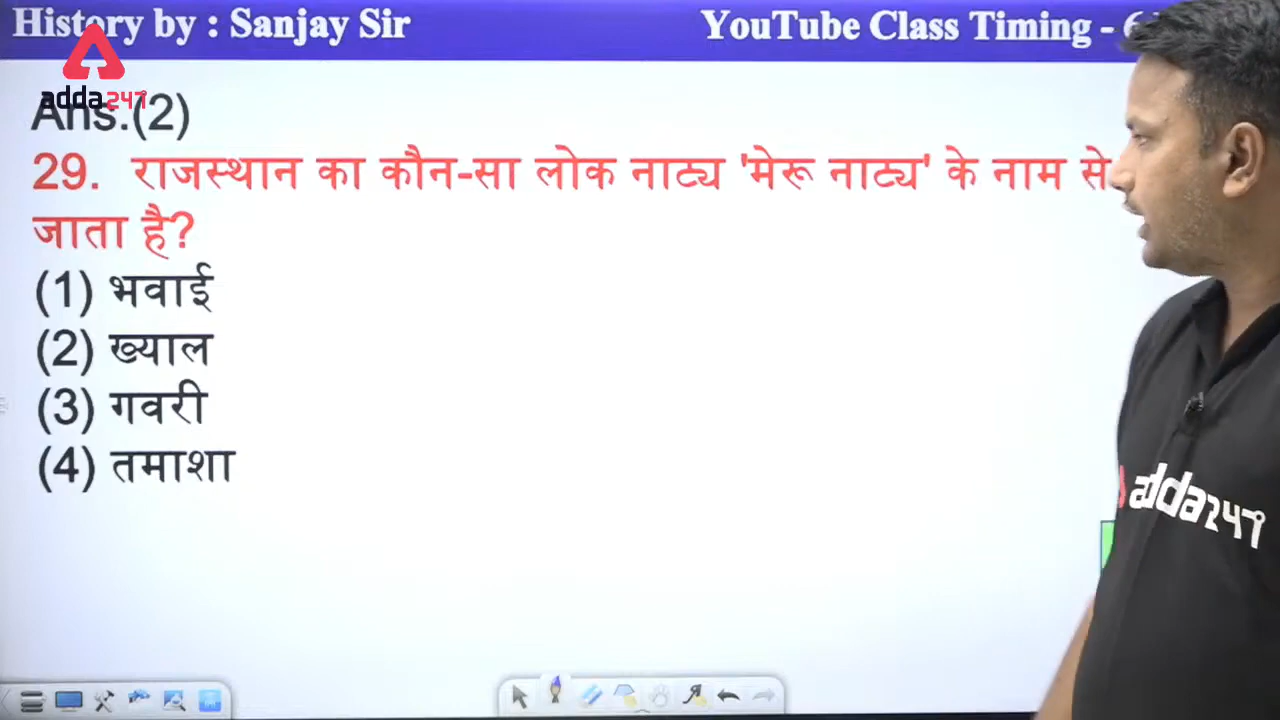 History by : Sanjay Sir
YouTube Class Timing - 6
adda247
Ans.(2)
29. राजस्थान का कौन-सा लोक नाट्य 'मेरू नाट्य' के नाम से
जाता है?
(1) भवाई
(2) ख्याल
(3) गवरी
(4) तमाशा
adda247